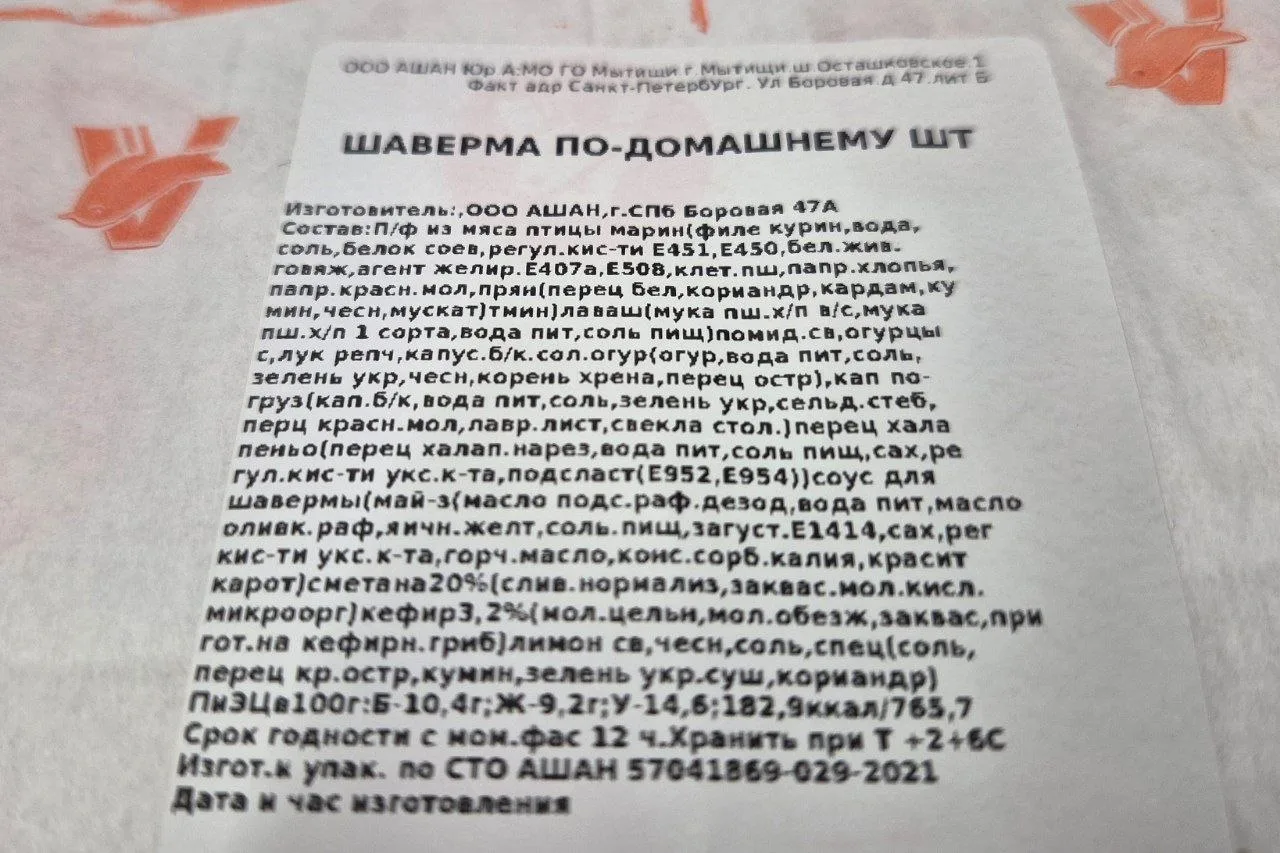 ООО АШАН Юр.А:МО ГО Мытищи г.Мытищи.ш.Осташковское.1
Факт адр Санкт-Петербург. Ул Боровая.д 47.лит Б
ШАВЕРМА ПО-ДОМАШНЕМУ ШТ
Изготовитель:,ООО АШАН,г.СПб Боровая 47А
Состав:П/ф из мяса птицы марин(филе курин,вода,
соль,белок соев,регул.кис-ти Е451,Е450,бел.жив.
говяж,агент желир.Е407а,Е508,клет.пш,папр.хлопья,
папр.красн.мол,прян(перец бел,кориандр,кардам,ку
мин,чесн,мускат)тмин)лаваш(мука пш.х/п в/с,мука
пш.х/п 1 сорта,вода пит,соль пищ)помид.св,огурцы
с,лук репч,капус.б/к.сол.огур(огур,вода пит,соль,
зелень укр,чесн,корень хрена,перец остр),кап по-
груз(кап.б/к,вода пит,соль,зелень укр,сельд.стеб,
перц красн.мол,лавр.лист,свекла стол.)перец хала
пеньо(перец халап.нарез,вода пит,соль пищ,сах,ре
гул.кис-ти укс.к-та,подсласт(Е952,Е954))соус для
шавермы(май-з(масло подс.раф.дезод,вода пит,масло
оливк.раф,яичн.желт,соль.пищ,загуст.Е1414,сах,рег
кис-ти укс.к-та,горч.масло,конс.сорб.калия,красит
карот)сметана20%(слив.нормализ,заквас.мол.кисл.
микроорг)кефир3,2%(мол.цельн,мол.обезж,заквас,при
гот.на кефирн.гриб)лимон св,чесн,соль,спец(соль,
перец кр.остр,кумин,зелень укр.суш,кориандр)
ПиЭЦв100г:Б-10,4г;Ж-9,2г;У-14,6;182,9ккал/765,7
Срок годности с мом.фас 12 ч.Хранить при Т +2+6С
Изгот.и упак. по СТО АШАН 57041869-029-2021
Дата и час изготовления